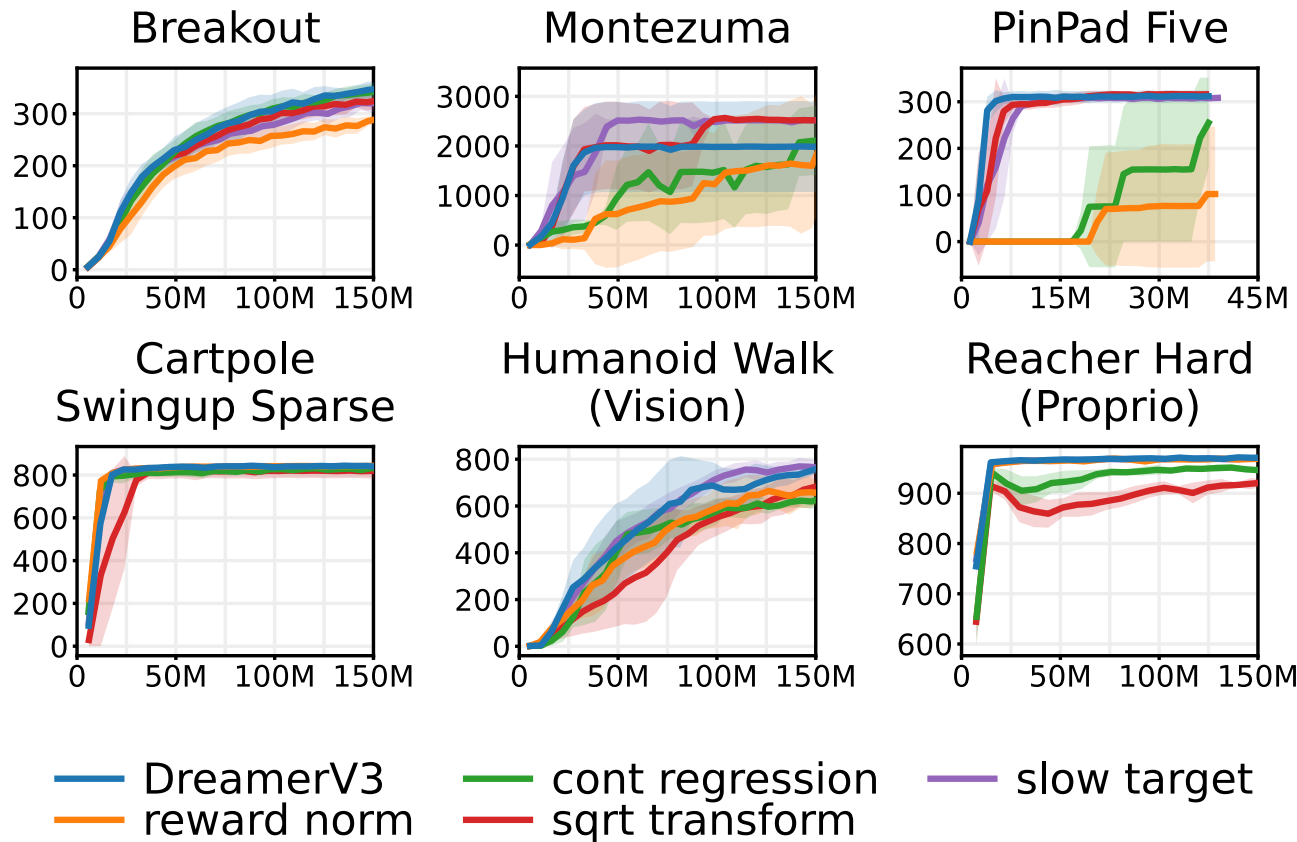 Breakout
Montezuma
PinPad Five
300
200
100
0
0
50M
100M
150M
3000
2000
1000
0
0
50M
100M
150M
300
200
100
0
0
15M
30M
45M
Cartpole
Swingup Sparse
Humanoid Walk
(Vision)
Reacher Hard
(Proprio)
800
600
400
200
0
0
50M
100M
150M
800
600
400
200
0
0
50M
100M
150M
900
800
700
600
0
50M
100M
150M
DreamerV3
cont regression
slow target
reward norm
sqrt transform